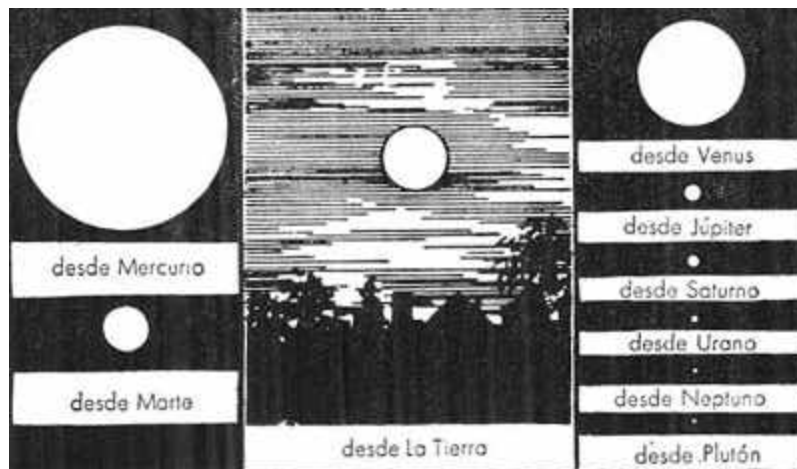 desde Mercurio
desde Marte
desde La Tierra
desde Venus
desde Júpiter
desde Saturno
desde Urano
desde Neptuno
desde Plutón